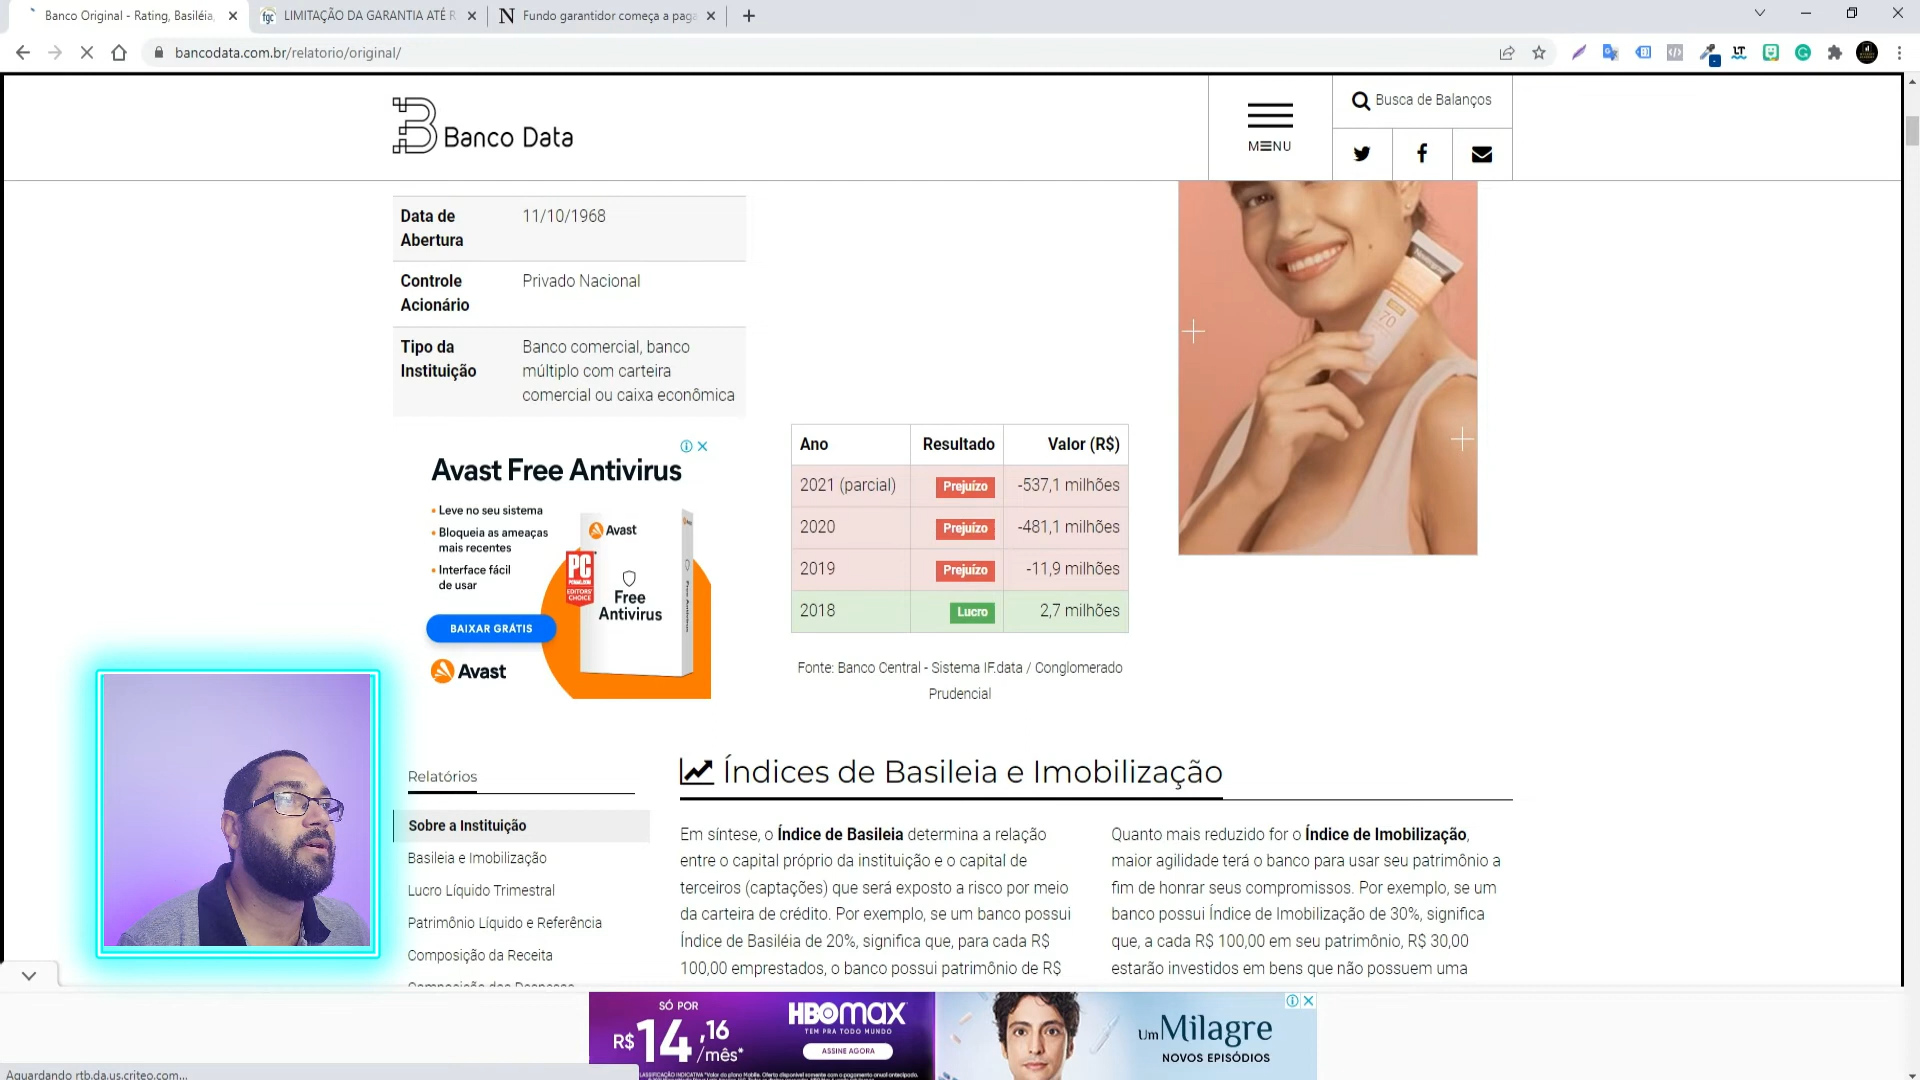 Banco Original - Rating, Basiléia,
LIMITAÇÃO DA GARANTIA ATÉ R
Fundo garantidor começa a paga
bancodata.com.br/relatorio/original/
Banco Data
MENU
Busca de Balanços
Data de
Abertura
11/10/1968
Controle
Acionário
Privado Nacional
Tipo da
Instituição
Banco comercial, banco
múltiplo com carteira
comercial ou caixa econômica
Avast Free Antivirus
• Leve no seu sistema
• Bloqueia as ameaças
mais recentes
• Interface fácil
de usar
BAIXAR GRÁTIS
Avast
Avast
PC
EDITORS'
CHOICE
Free
Antivirus
70
Ano Resultado Valor (R$)
2021 (parcial) Prejuízo -537,1 milhões
2020 Prejuízo -481,1 milhões
2019 Prejuízo -11,9 milhões
2018 Lucro 2,7 milhões
Fonte: Banco Central - Sistema IF.data / Conglomerado
Prudencial
Relatórios
Sobre a Instituição
Basileia e Imobilização
Lucro Líquido Trimestral
Patrimônio Líquido e Referência
Composição da Receita
Composição das Despesas
Índices de Basileia e Imobilização
Em síntese, o Índice de Basileia determina a relação
entre o capital próprio da instituição e o capital de
terceiros (captações) que será exposto a risco por meio
da carteira de crédito. Por exemplo, se um banco possui
Índice de Basiléia de 20%, significa que, para cada R$
100,00 emprestados, o banco possui patrimônio de R$
Quanto mais reduzido for o Índice de Imobilização,
maior agilidade terá o banco para usar seu patrimônio a
fim de honrar seus compromissos. Por exemplo, se um
banco possui Índice de Imobilização de 30%, significa
que, a cada R$ 100,00 em seu patrimônio, R$ 30,00
estarão investidos em bens que não possuem uma
SÓ POR
R$14,16
/mês*
HBOMAX
TEM PRA TODO MUNDO
ASSINE AGORA
Um Milagre
NOVOS EPISÓDIOS
Aguardando rtb.da.us.criteo.com...